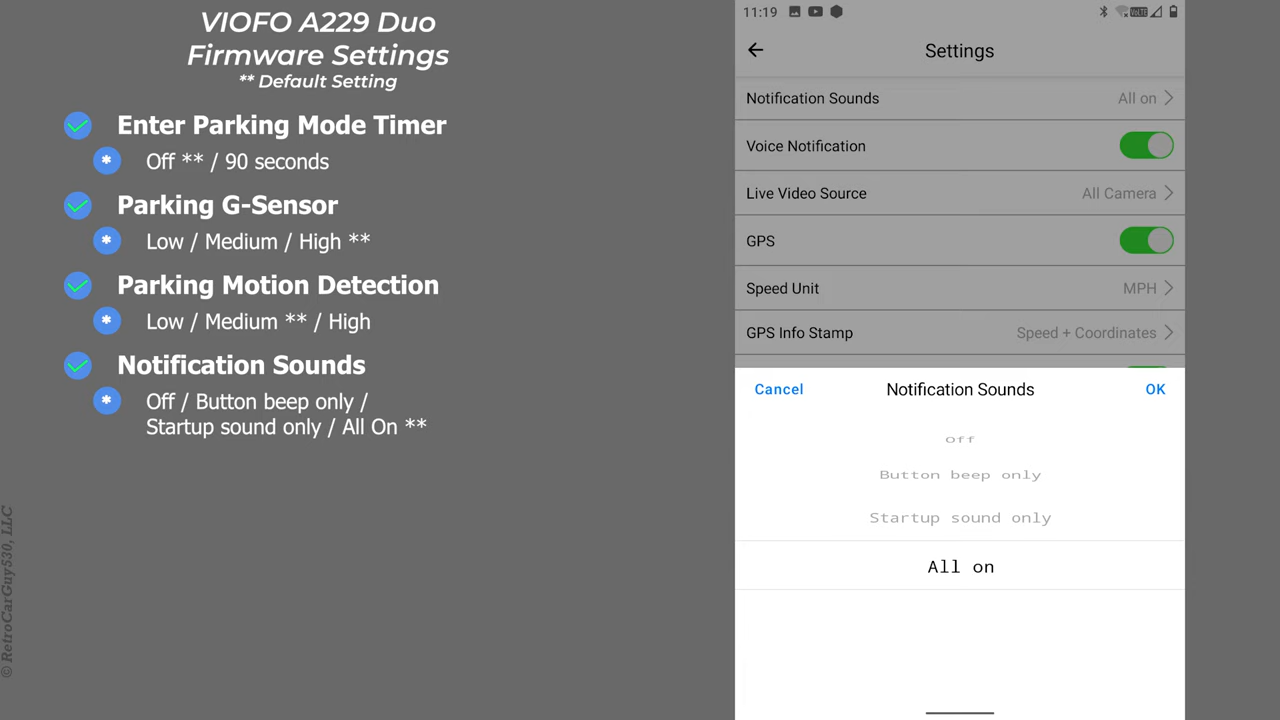 VIOFO A229 Duo
Firmware Settings
** Default Setting
Enter Parking Mode Timer
Off ** / 90 seconds
Parking G-Sensor
Low / Medium / High **
Parking Motion Detection
Low / Medium ** / High
Notification Sounds
Off / Button beep only /
Startup sound only / All On **
© RetroCarGuy530, LLC
11:19
VoLTE
Settings
Notification Sounds All on
Voice Notification
Live Video Source All Camera
GPS
Speed Unit MPH
GPS Info Stamp Speed + Coordinates
Cancel Notification Sounds OK
Off
Button beep only
Startup sound only
All on